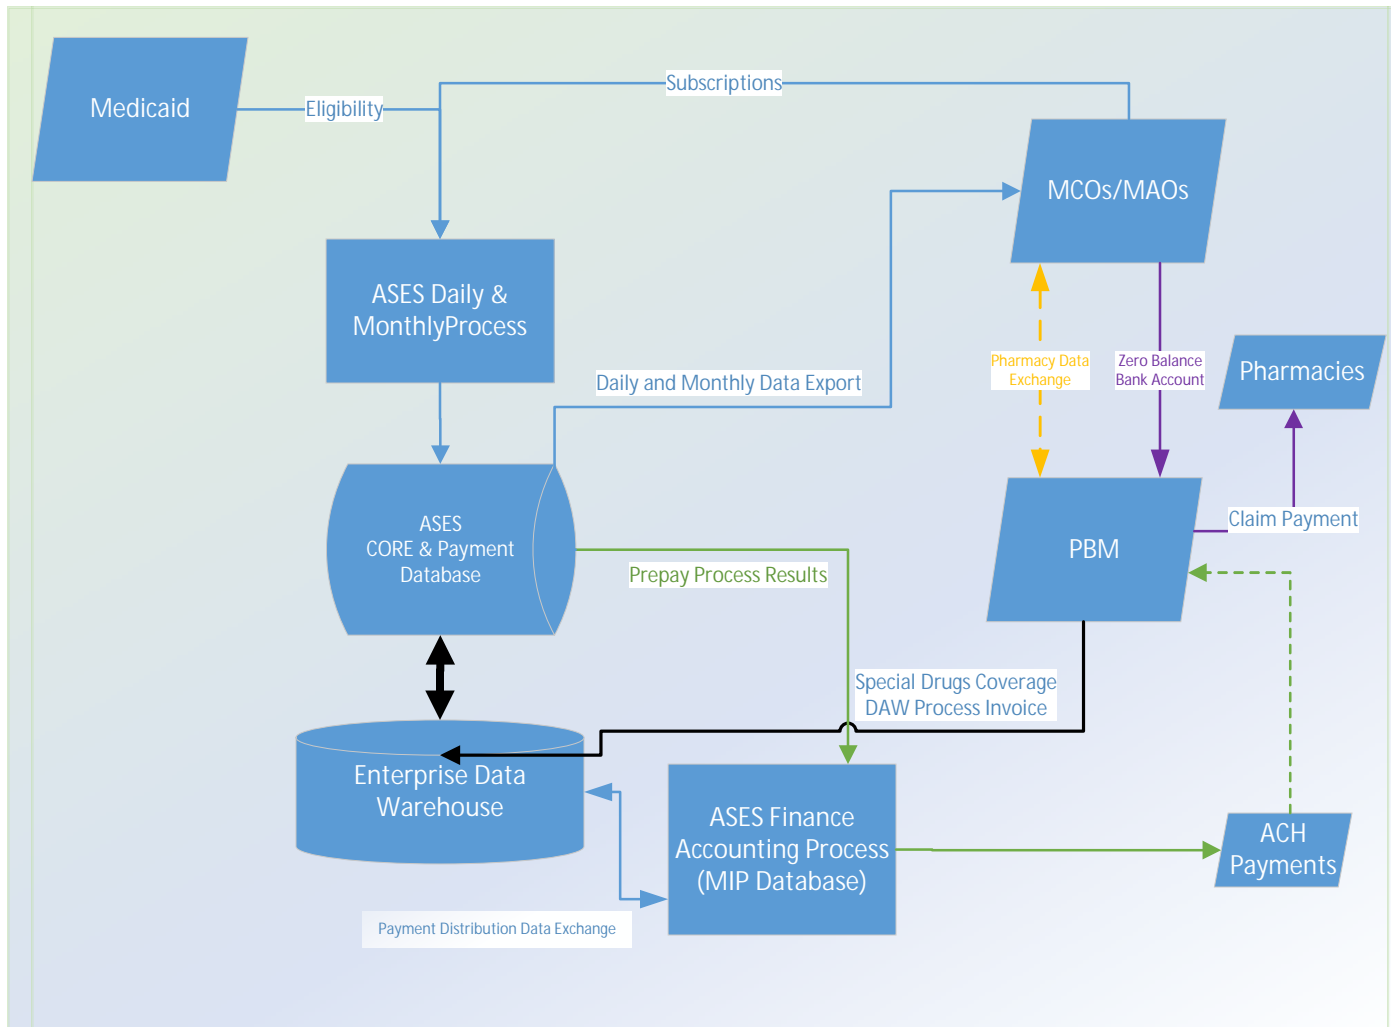 Subscriptions
Medicaid
Eligibility
MCOs/MAOs
ASES Daily &
MonthlyProcess
Pharmacy Data
Exchange
Zero Balance
Bank Account
Pharmacies
Daily and Monthly Data Export
ASES
CORE & Payment
Database
Claim Payment
PBM
Prepay Process Results
Special Drugs Coverage
DAW Process Invoice
Enterprise Data
Warehouse
ASES Finance
Accounting Process
(MIP Database)
ACH
Payments
Payment Distribution Data Exchange